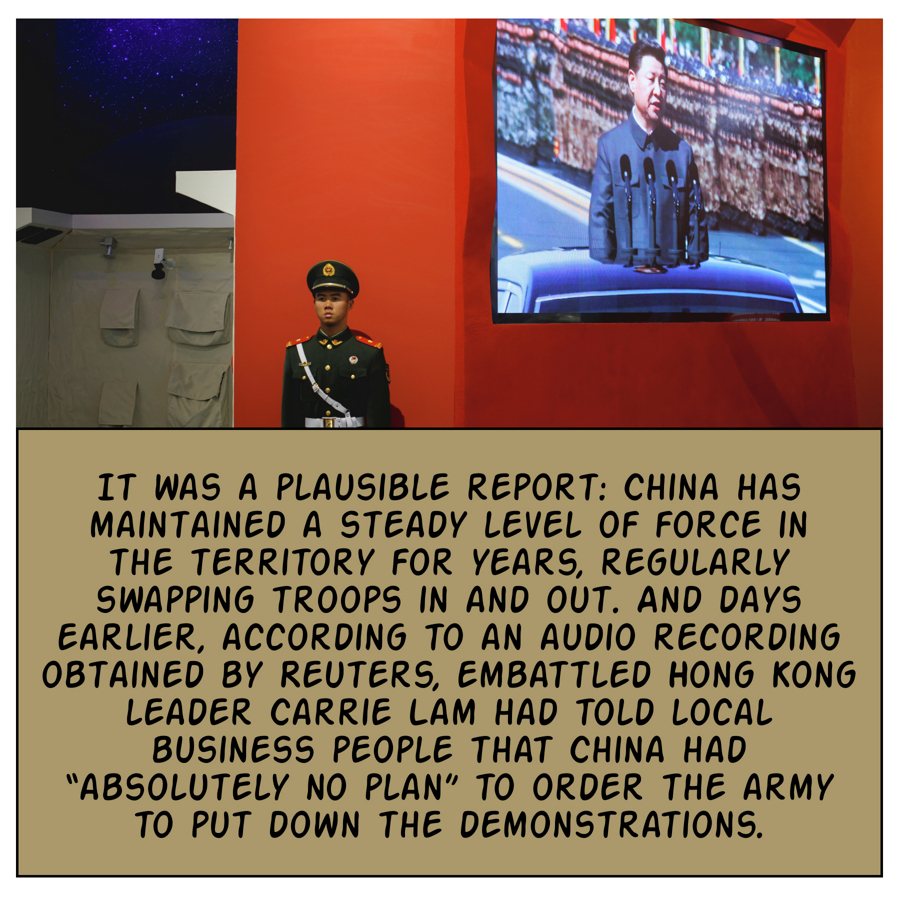 IT WAS A PLAUSIBLE REPORT: CHINA HAS
MAINTAINED A STEADY LEVEL OF FORCE IN
THE TERRITORY FOR YEARS, REGULARLY
SWAPPING TROOPS IN AND OUT. AND DAYS
EARLIER, ACCORDING TO AN AUDIO RECORDING
OBTAINED BY REUTERS, EMBATTLED HONG KONG
LEADER CARRIE LAM HAD TOLD LOCAL
BUSINESS PEOPLE THAT CHINA HAD
“ABSOLUTELY NO PLAN” TO ORDER THE ARMY
TO PUT DOWN THE DEMONSTRATIONS.